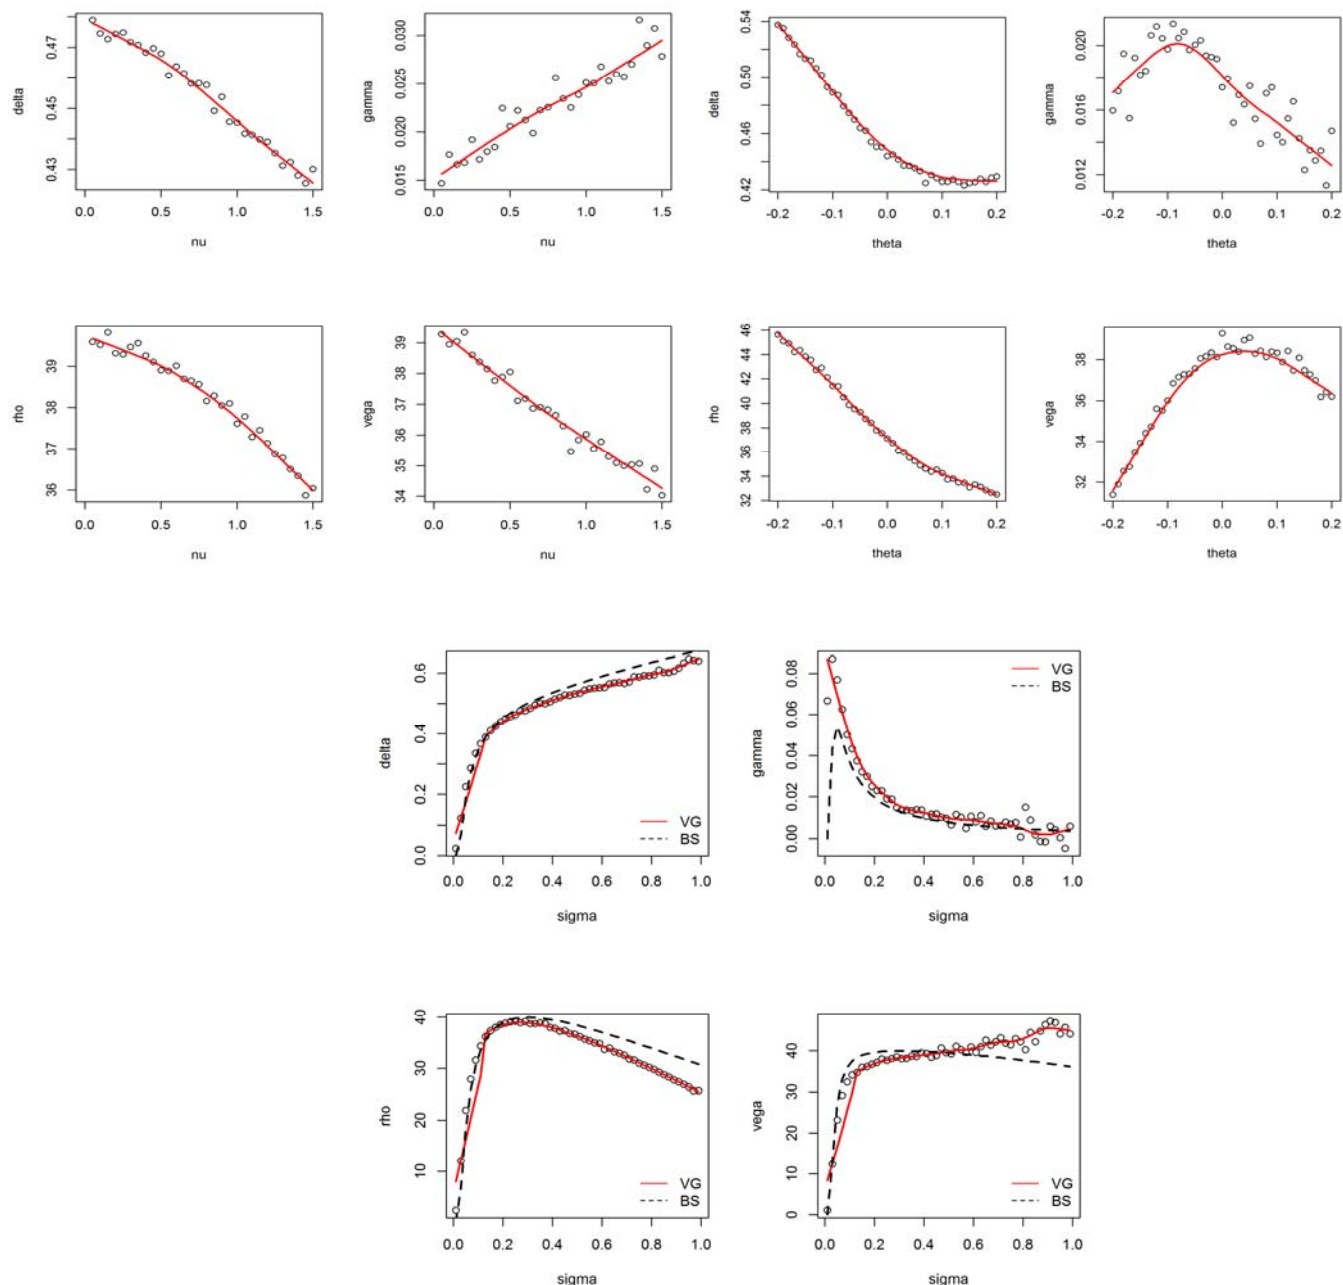 delta
0.43 0.45 0.47
0.0 0.5 1.0 1.5
nu
gamma
0.015 0.020 0.025 0.030
0.0 0.5 1.0 1.5
nu
delta
0.42 0.46 0.50 0.54
-0.2 -0.1 0.0 0.1 0.2
theta
gamma
0.012 0.016 0.020
-0.2 -0.1 0.0 0.1 0.2
theta
rho
36 37 38 39
0.0 0.5 1.0 1.5
nu
vega
34 35 36 37 38 39
0.0 0.5 1.0 1.5
nu
rho
32 34 36 38 40 42 44 46
-0.2 -0.1 0.0 0.1 0.2
theta
vega
32 34 36 38
-0.2 -0.1 0.0 0.1 0.2
theta
delta
0.0 0.2 0.4 0.6
VG
BS
0.0 0.2 0.4 0.6 0.8 1.0
sigma
gamma
0.00 0.02 0.04 0.06 0.08
VG
BS
0.0 0.2 0.4 0.6 0.8 1.0
sigma
rho
10 20 30 40
VG
BS
0.0 0.2 0.4 0.6 0.8 1.0
sigma
vega
0 10 20 30 40
VG
BS
0.0 0.2 0.4 0.6 0.8 1.0
sigma